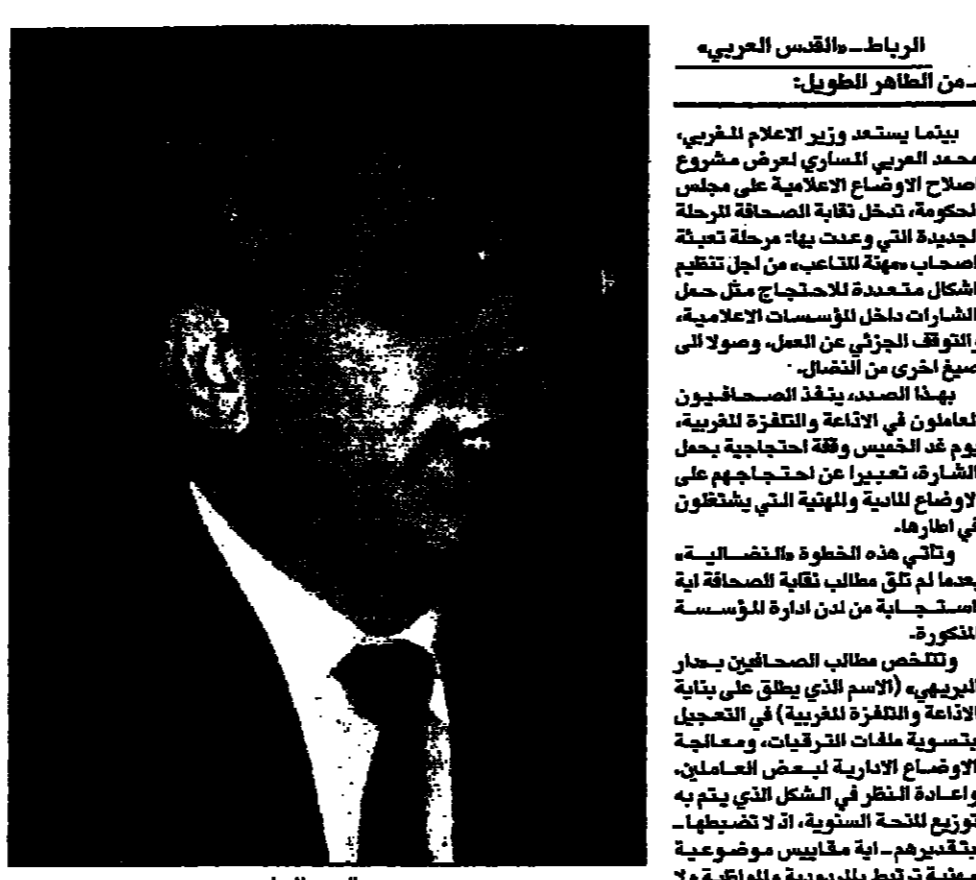 الرباط ـ «القدس العربي»
ـ من الطاهر الطويل:
بينما يستعد وزير الاعلام المغربي،
محمد العربي المساري لعرض مشروع
اصلاح الاوضاع الاعلامية على مجلس
الحكومة، تدخل نقابة الصحافة المرحلة
الجديدة التي وعدت بها: مرحلة تعبئة
اصحاب «مهنة المتاعب» من اجل تنظيم
اشكال متعددة للاحتجاج مثل حمل
الشارات داخل المؤسسات الاعلامية،
والتوقف الجزئي عن العمل، وصولا الى
صيغ اخرى من النضال.
بهذا الصدد، ينفذ الصحافيون
العاملون في الاذاعة والتلفزة المغربية،
يوم غد الخميس وقفة احتجاجية بحمل
الشارة، تعبيرا عن احتجاجهم على
الاوضاع المادية والمهنية التي يشتغلون
في اطارها.
وتأتي هذه الخطوة «النضالية»
بعدما لم تلق مطالب نقابة الصحافة اية
استجابة من لدن ادارة المؤسسة
المذكورة.
وتتلخص مطالب الصحافيين بـ«دار
البريهي» (الاسم الذي يطلق على بناية
الاذاعة والتلفزة المغربية) في التعجيل
بتسوية ملفات الترقيات، ومعالجة
الاوضاع الادارية لبعض العاملين،
واعادة النظر في الشكل الذي يتم به
توزيع المنحة السنوية، اذ لا تضبطها ـ
بتقديرهم ـ اية مقاييس موضوعية
مهنية ترتبط بالمردودية والمواظبة ولا